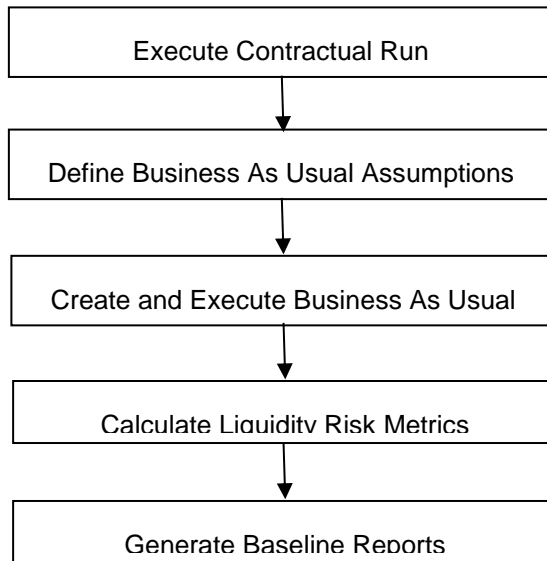 Execute Contractual Run
Define Business As Usual Assumptions
Create and Execute Business As Usual
Calculate Liquidity Risk Metrics
Generate Baseline Reports